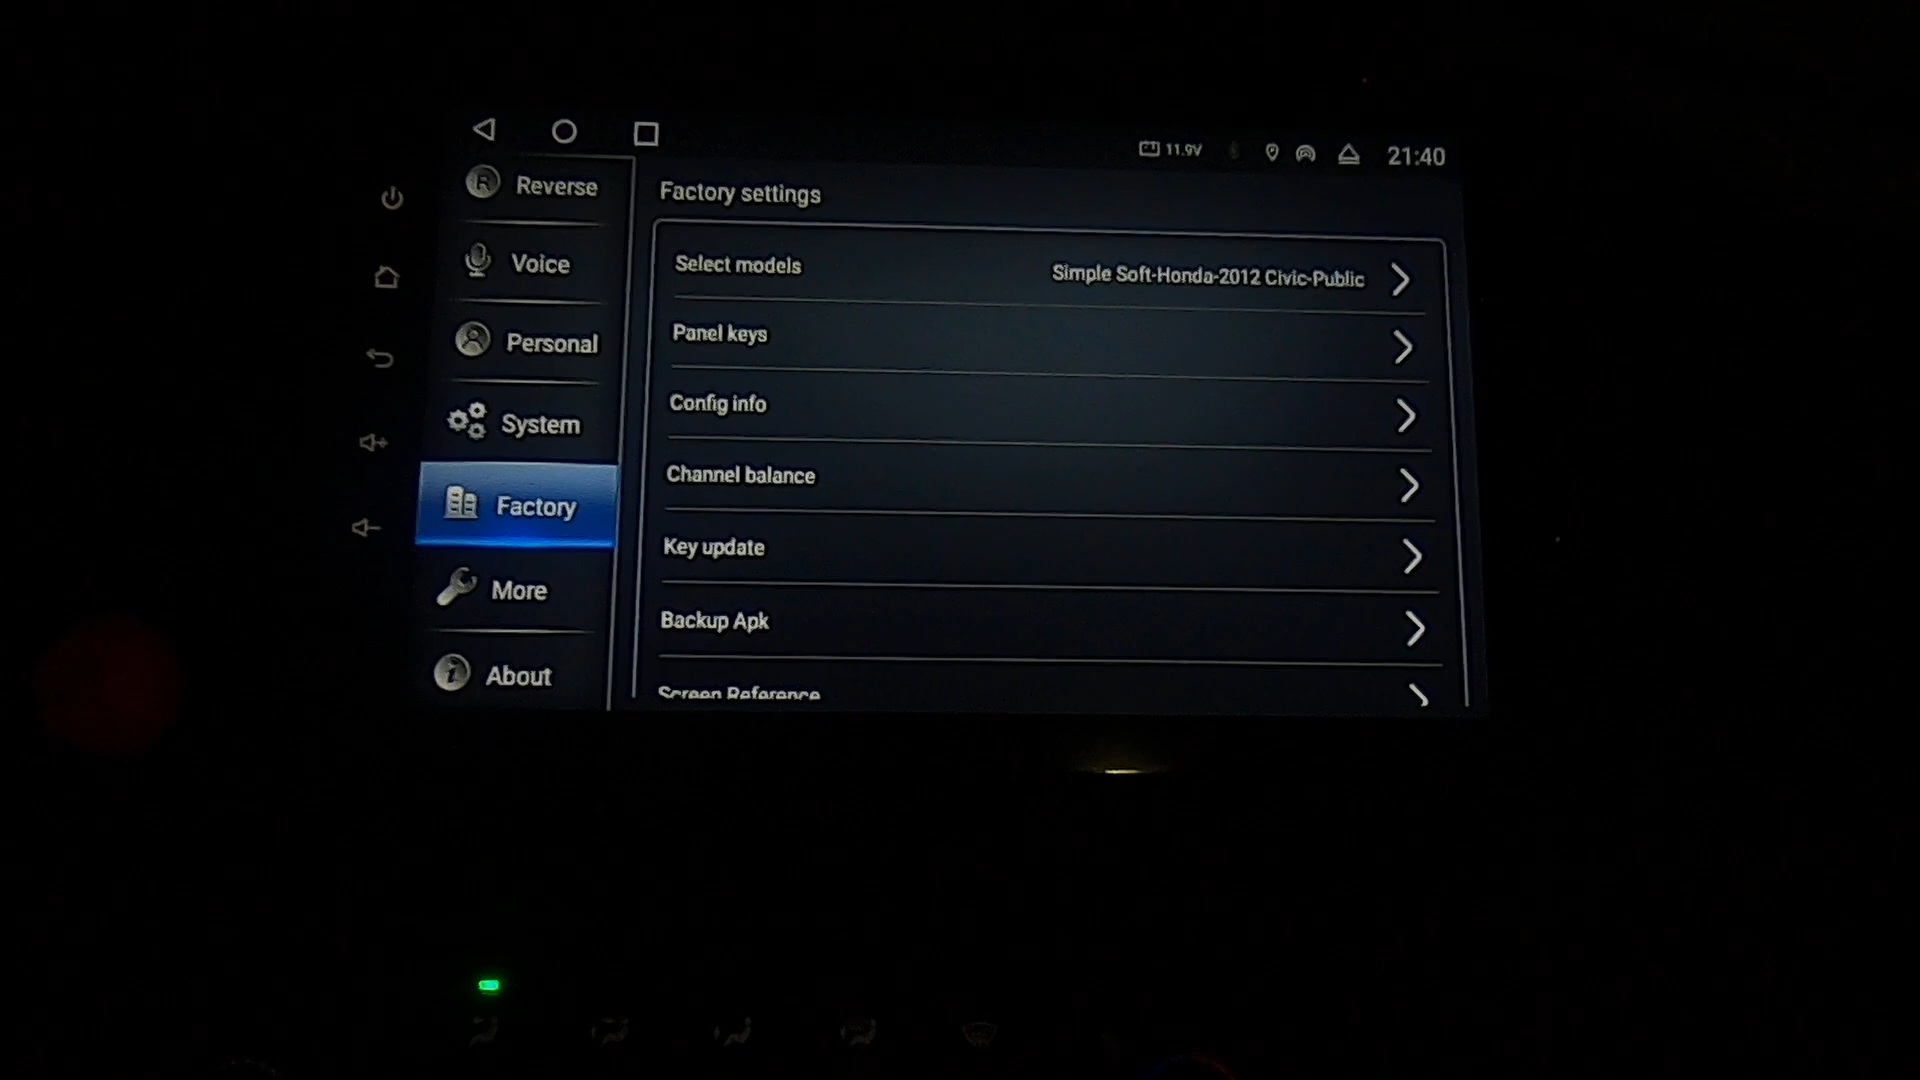 11.9V
21:40
Reverse
Voice
Personal
System
Factory
More
About
Factory settings
Select models
Simple Soft-Honda-2012 Civic-Public
Panel keys
Config info
Channel balance
Key update
Backup Apk
Screen Reference